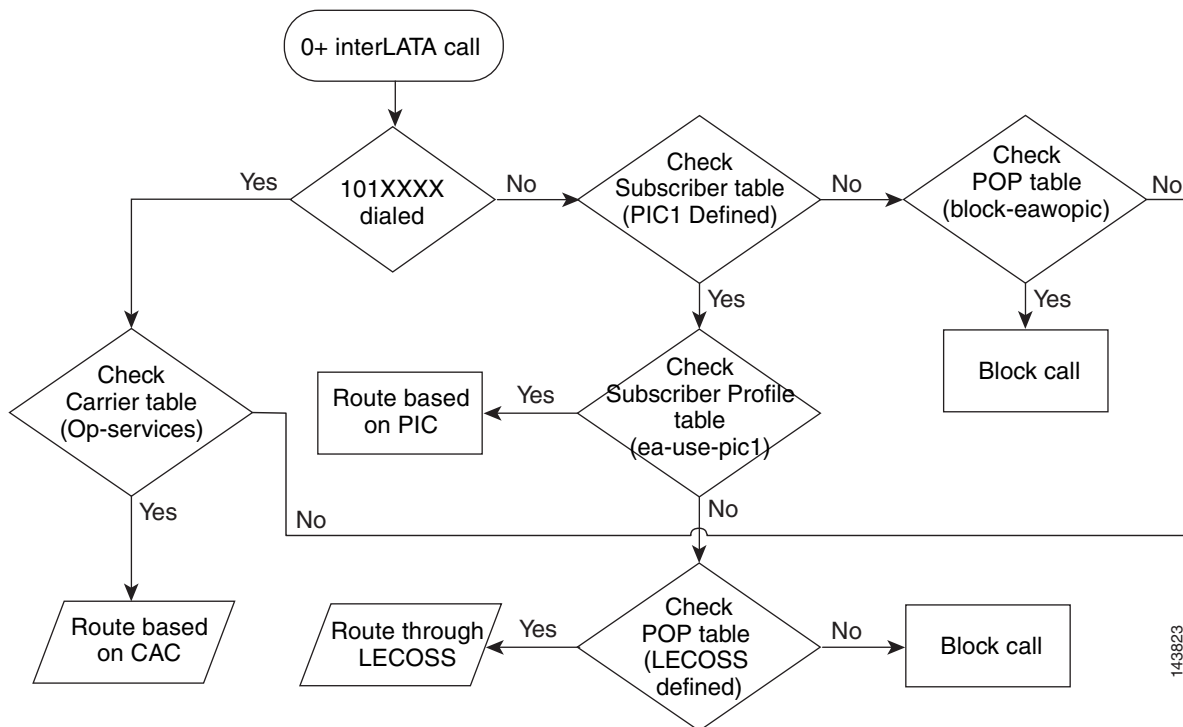 0+ interLATA call
Yes
101XXXX
dialed
No
Check
Subscriber table
(PIC1 Defined)
No
Check
POP table
(block-eawopic)
No
Yes
Yes
Check
Carrier table
(Op-services)
Route based
on PIC
Yes
Check
Subscriber Profile
table
(ea-use-pic1)
Block call
Yes
No
No
Route based
on CAC
Route through
LECOSS
Yes
Check
POP table
(LECOSS
defined)
No
Block call
143823